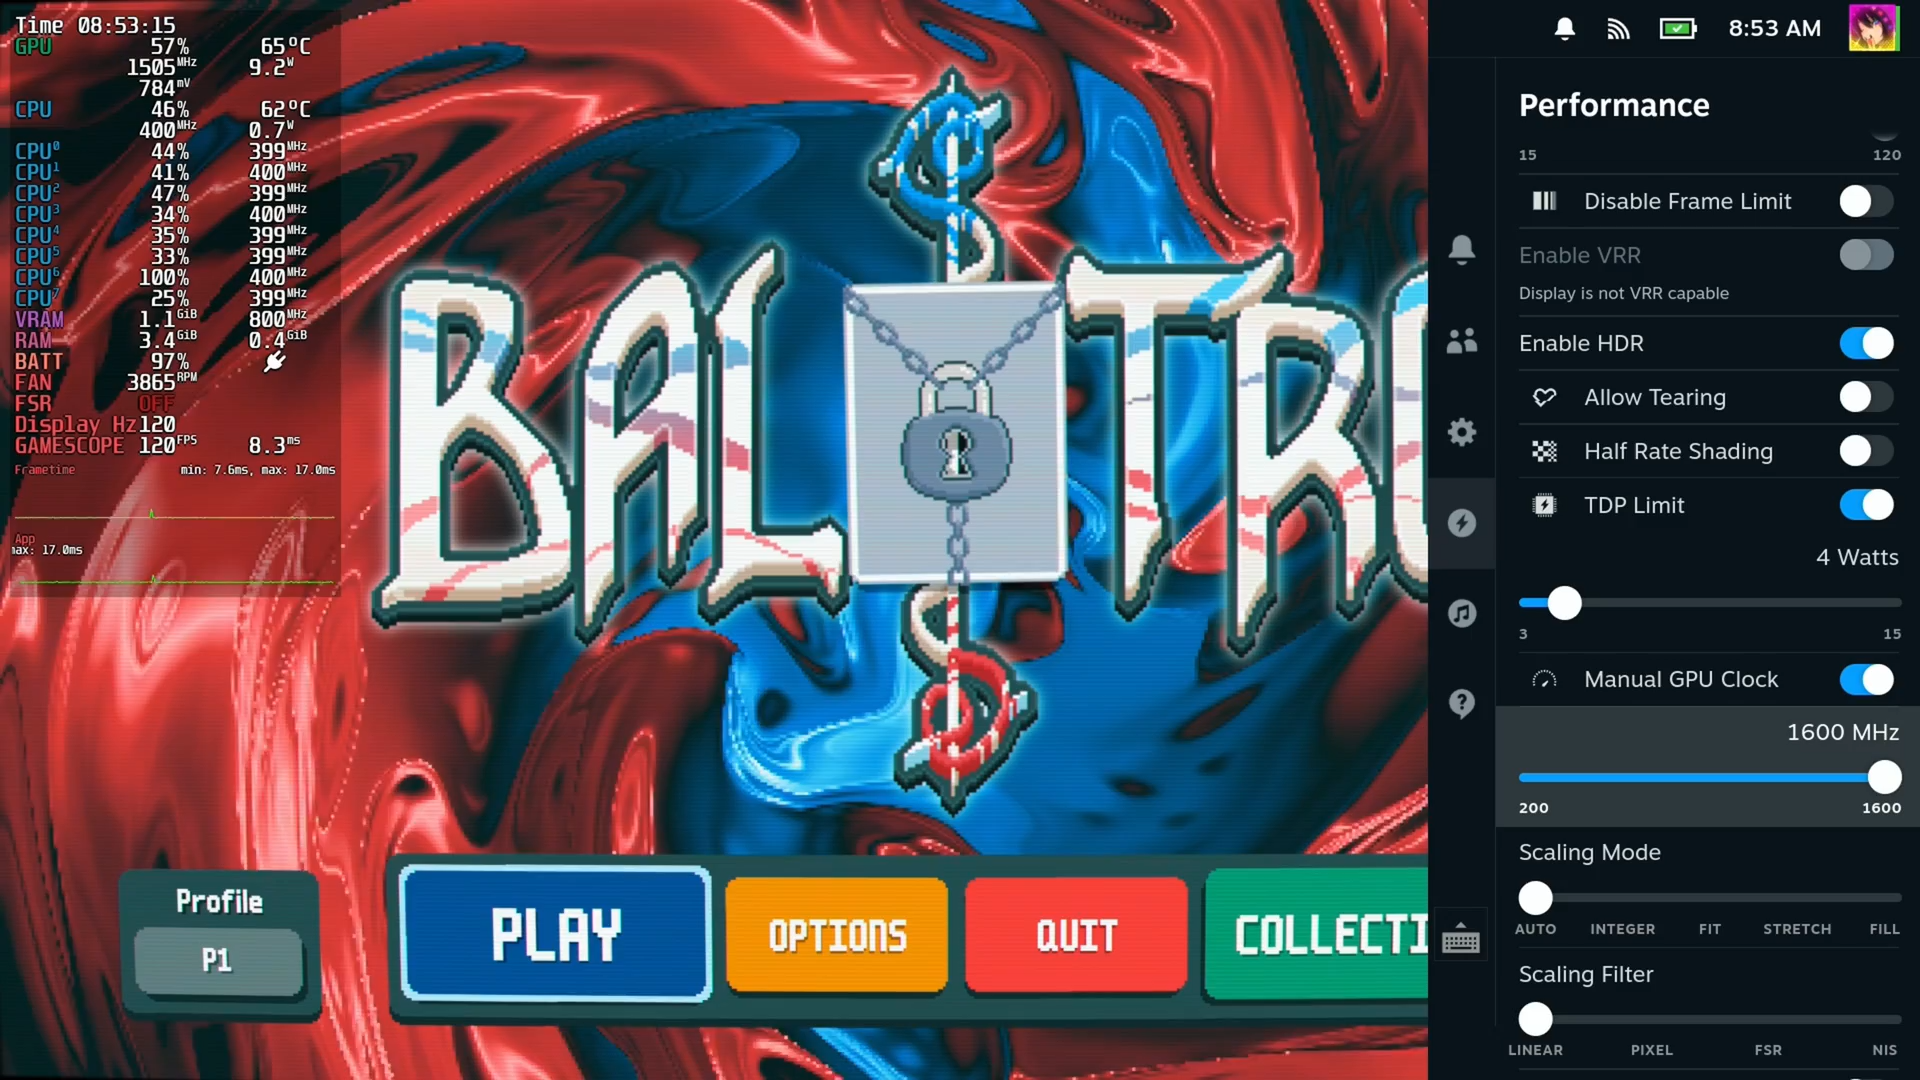 Time 08:53:15
GPU 57% 65°C
1505MHz 9.2W
784mV
CPU 46% 62°C
400MHz 0.7W
CPU0 44% 399MHz
CPU1 41% 400MHz
CPU2 47% 399MHz
CPU3 34% 400MHz
CPU4 35% 399MHz
CPU5 33% 399MHz
CPU6 100% 400MHz
CPU7 25% 399MHz
VRAM 1.1GiB 800MHz
RAM 3.4GiB 0.4GiB
BATT 97%
FAN 3865RPM
FSR OFF
Display Hz 120
GAMESCOPE 120FPS 8.3ms
Frametime min: 7.6ms, max: 17.0ms
App
max: 17.0ms
BAL TRO
Profile
P1
PLAY
OPTIONS
QUIT
COLLECTI
8:53 AM
Performance
15 120
Disable Frame Limit
Enable VRR
Display is not VRR capable
Enable HDR
Allow Tearing
Half Rate Shading
TDP Limit
4 Watts
3 15
Manual GPU Clock
1600 MHz
200 1600
Scaling Mode
AUTO INTEGER FIT STRETCH FILL
Scaling Filter
LINEAR PIXEL FSR NIS